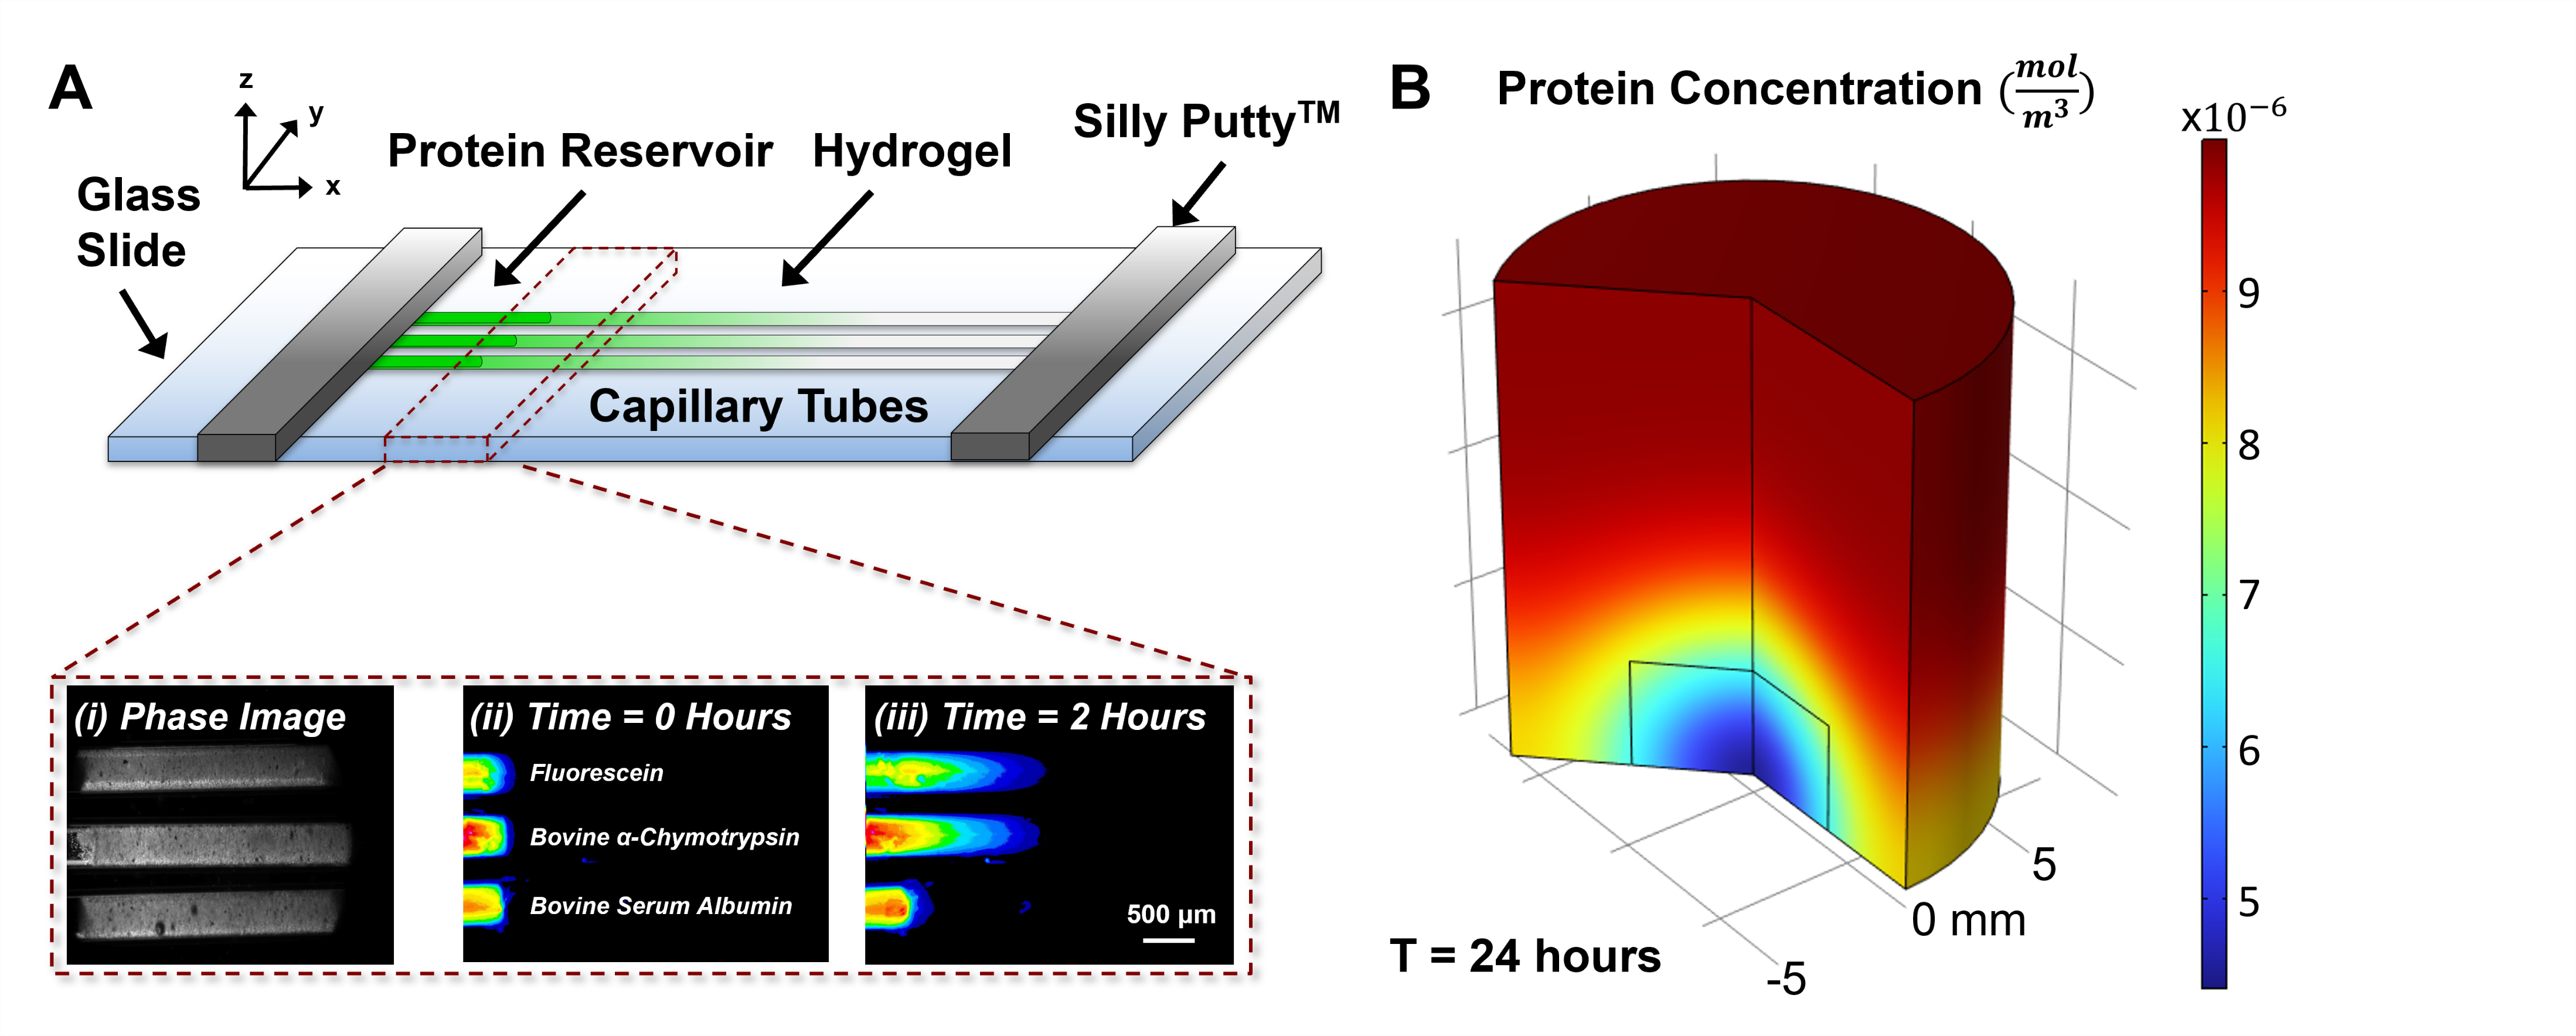 A
z
y
x
Glass
Slide
Protein Reservoir
Hydrogel
Silly Putty™
Capillary Tubes
(i) Phase Image
(ii) Time = 0 Hours
Fluorescein
Bovine α-Chymotrypsin
Bovine Serum Albumin
(iii) Time = 2 Hours
500 µm
B
Protein Concentration (mol/m³)
x10⁻⁶
9
8
7
6
5
5
0 mm
-5
T = 24 hours